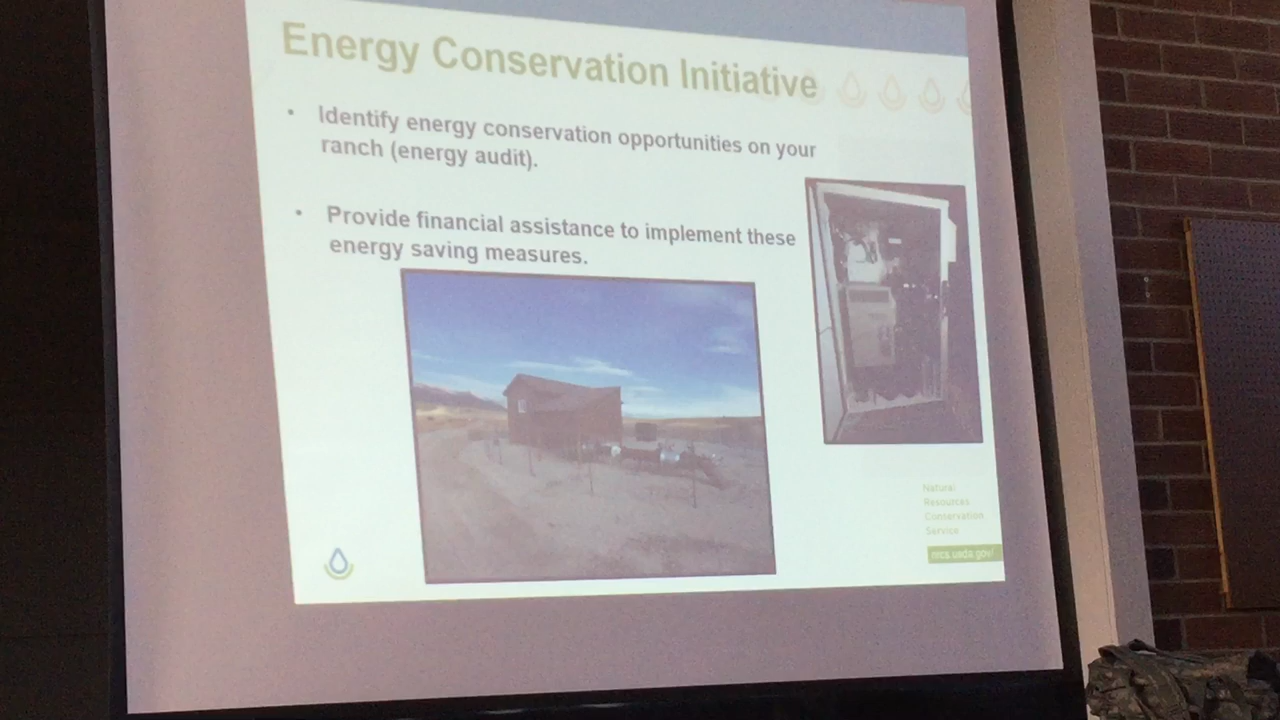 Energy Conservation Initiative
• Identify energy conservation opportunities on your
ranch (energy audit).
• Provide financial assistance to implement these
energy saving measures.
Natural
Resources
Conservation
Service
nrcs.usda.gov/